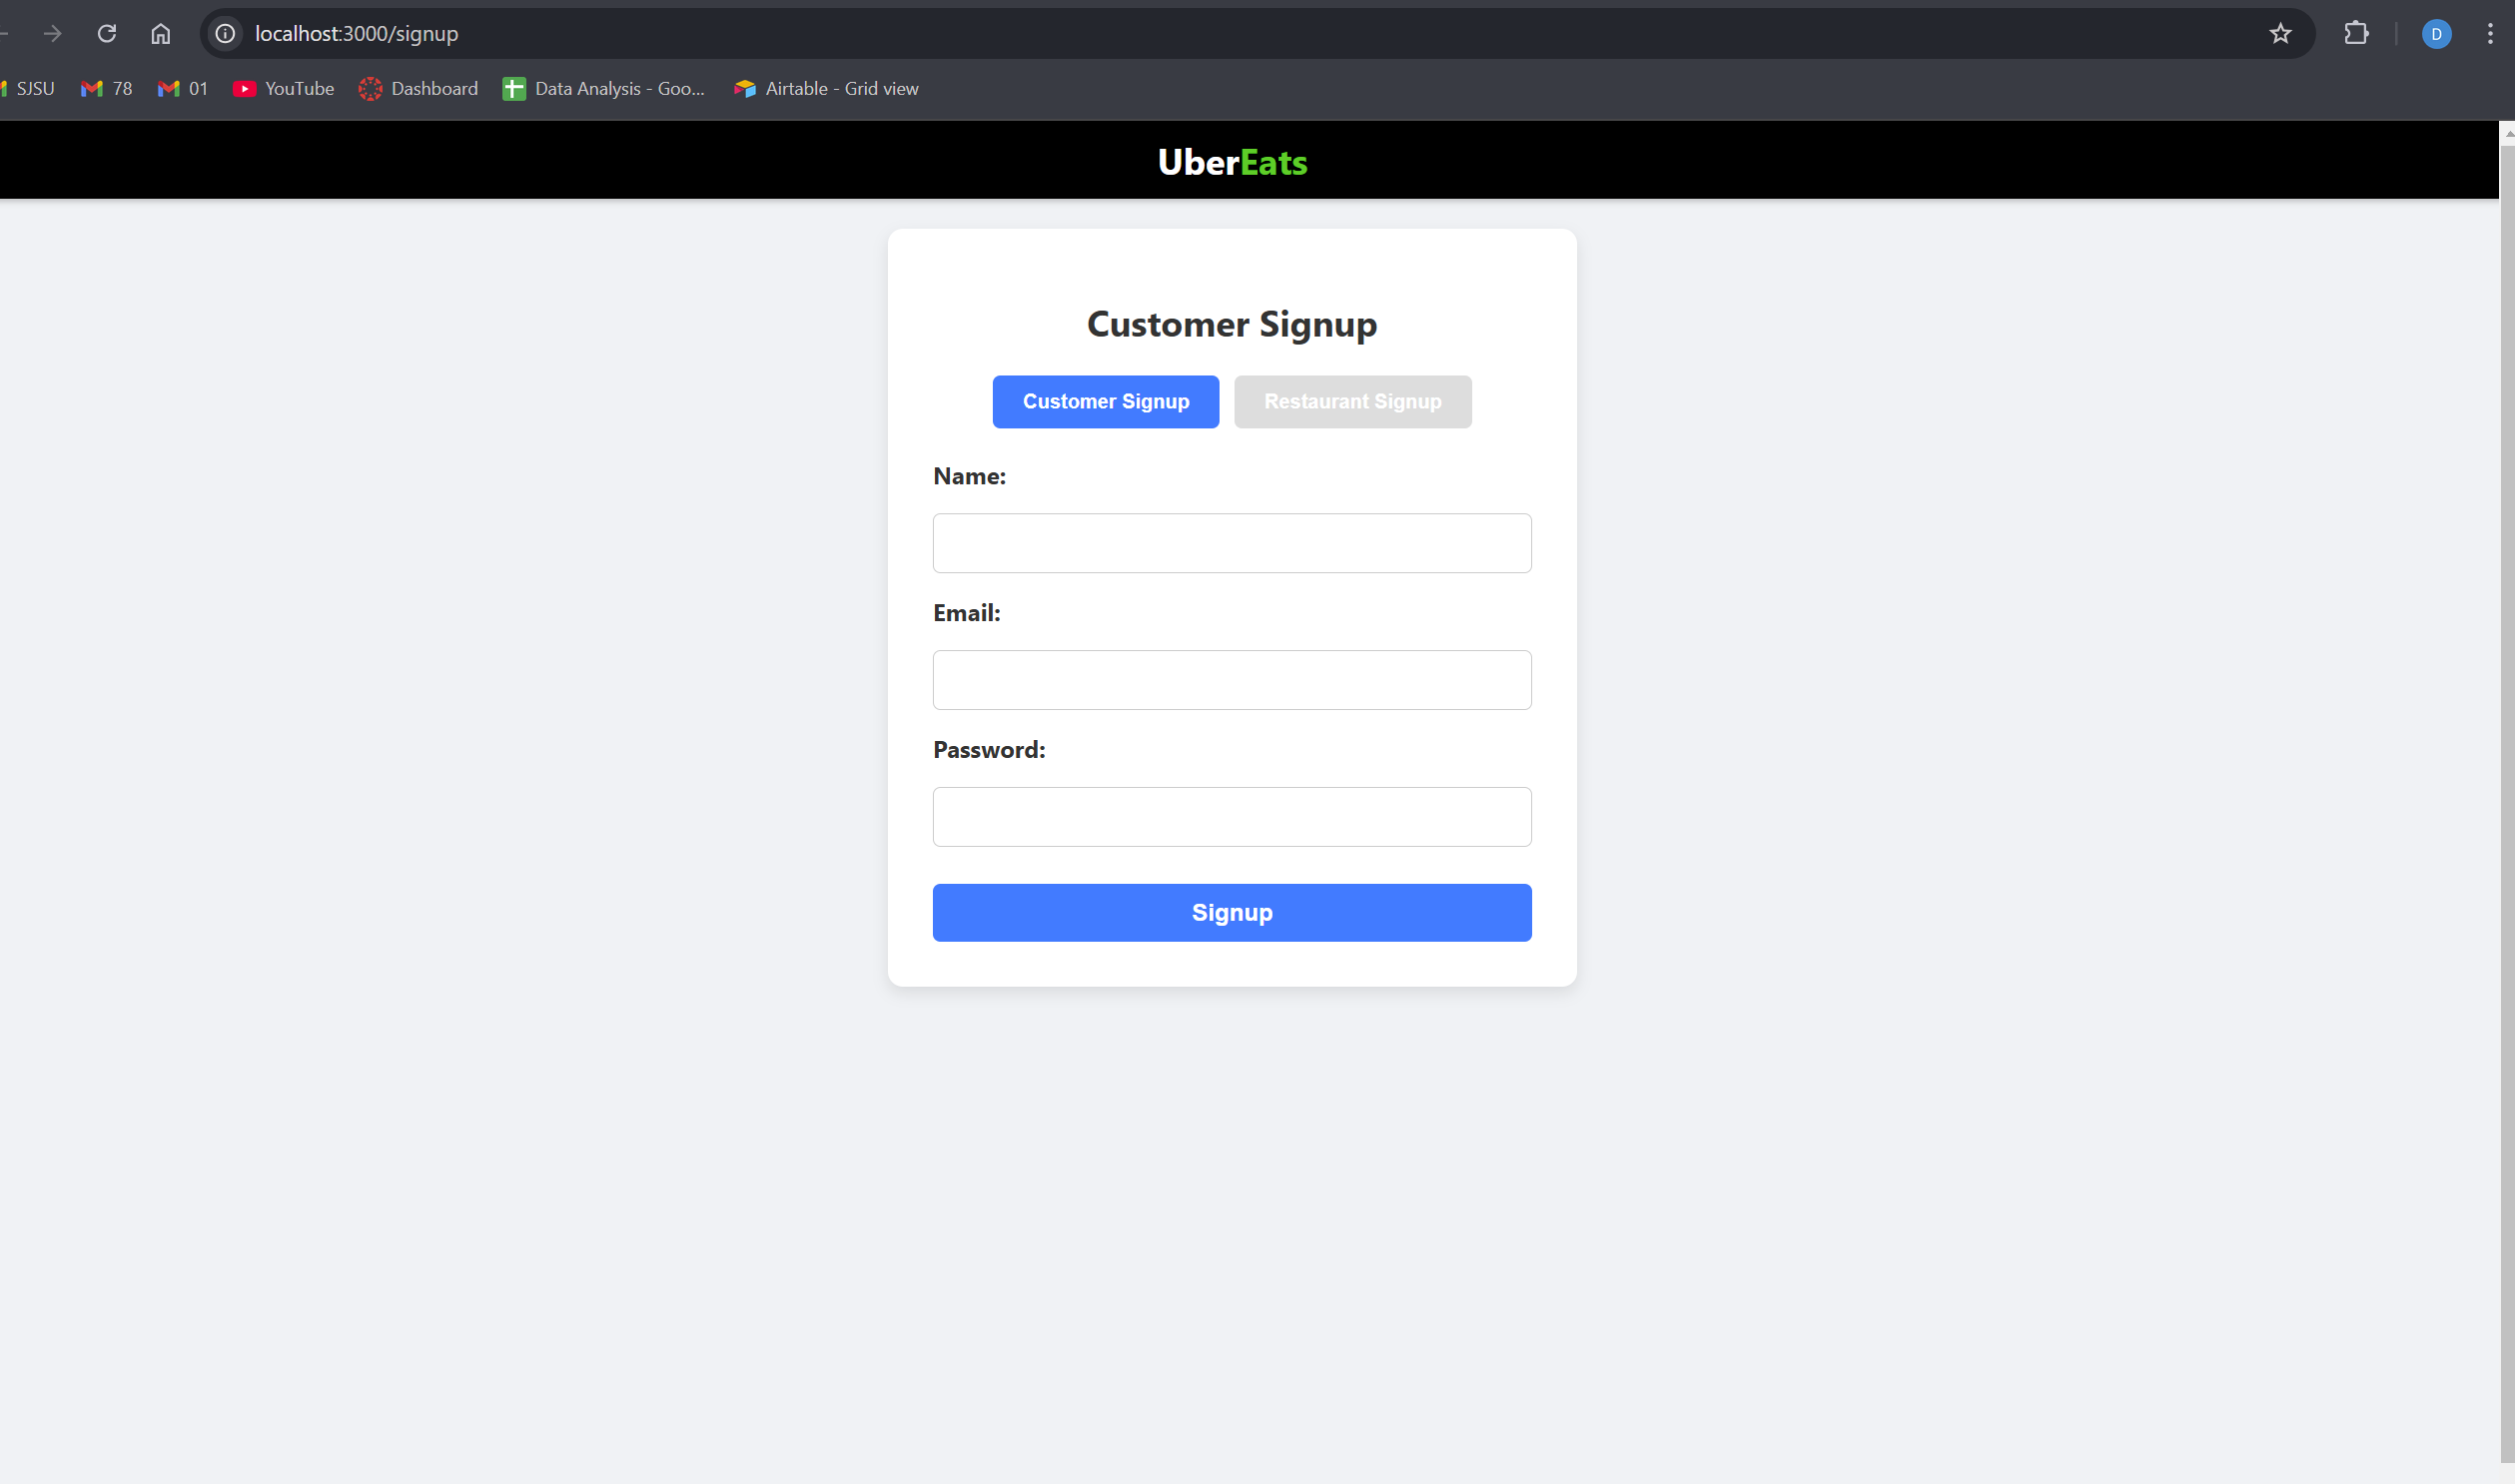 localhost:3000/signup
D
SJSU 78 01 YouTube Dashboard Data Analysis - Goo... Airtable - Grid view
UberEats
Customer Signup
Customer Signup Restaurant Signup
Name:
Email:
Password:
Signup